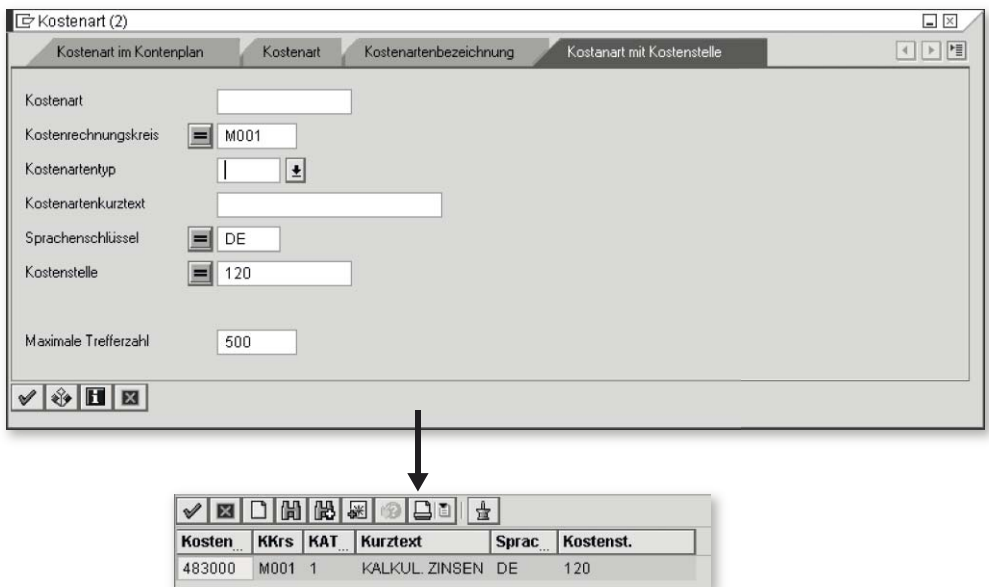 Kostenart (2)
Kostenart im Kontenplan Kostenart Kostenartenbezeichnung Kostanart mit Kostenstelle
Kostenart
Kostenrechnungskreis M001
Kostenartentyp
Kostenartenkurztext
Sprachenschlüssel DE
Kostenstelle 120
Maximale Trefferzahl 500
Kosten... KKrs KAT... Kurztext Sprac... Kostenst.
483000 M001 1 KALKUL. ZINSEN DE 120